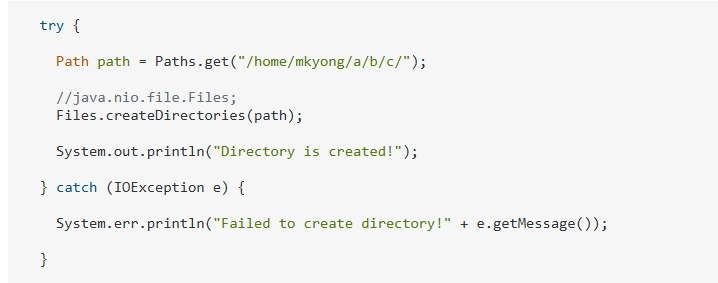 try {
Path path = Paths.get("/home/mkyong/a/b/c/");
//java.nio.file.Files;
Files.createDirectories(path);
System.out.println("Directory is created!");
} catch (IOException e) {
System.err.println("Failed to create directory!" + e.getMessage());
}